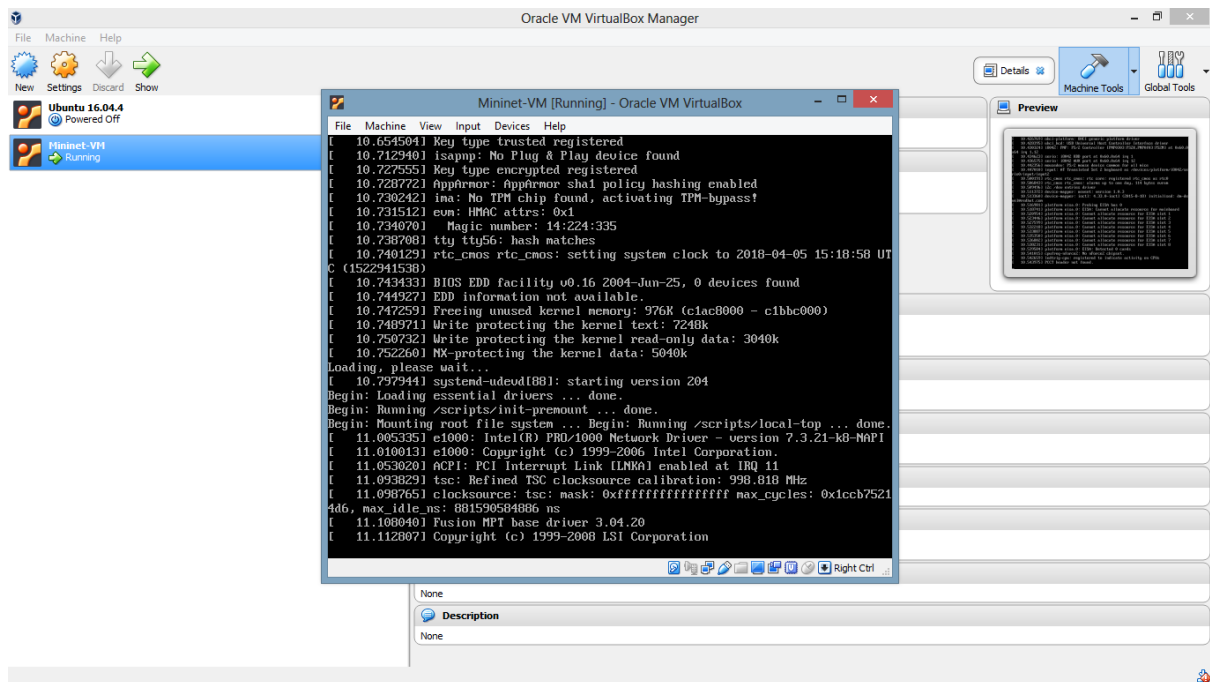 Oracle VM VirtualBox Manager
File Machine Help
New Settings Discard Show
Details
Machine Tools
Global Tools
Ubuntu 16.04.4
Powered Off
Mininet-VM
Running
Preview
Mininet-VM [Running] - Oracle VM VirtualBox
File Machine View Input Devices Help
[ 10.654504] Key type trusted registered
[ 10.712940] isapnp: No Plug & Play device found
[ 10.727555] Key type encrypted registered
[ 10.728772] AppArmor: AppArmor sha1 policy hashing enabled
[ 10.730242] ima: No TPM chip found, activating TPM-bypass!
[ 10.731512] evm: HMAC attrs: 0x1
[ 10.734070] Magic number: 14:224:335
[ 10.738708] tty tty56: hash matches
[ 10.740129] rtc_cmos rtc_cmos: setting system clock to 2018-04-05 15:18:58 UT
C (1522941538)
[ 10.743433] BIOS EDD facility v0.16 2004-Jun-25, 0 devices found
[ 10.744927] EDD information not available.
[ 10.747259] Freeing unused kernel memory: 976K (c1ac8000 - c1bbc000)
[ 10.748971] Write protecting the kernel text: 7248k
[ 10.750732] Write protecting the kernel read-only data: 3040k
[ 10.752260] NX-protecting the kernel data: 5040k
Loading, please wait...
[ 10.797944] systemd-udevd[88]: starting version 204
Begin: Loading essential drivers ... done.
Begin: Running /scripts/init-premount ... done.
Begin: Mounting root file system ... Begin: Running /scripts/local-top ... done.
[ 11.005335] e1000: Intel(R) PRO/1000 Network Driver - version 7.3.21-k8-NAPI
[ 11.010013] e1000: Copyright (c) 1999-2006 Intel Corporation.
[ 11.053020] ACPI: PCI Interrupt Link [LNKA] enabled at IRQ 11
[ 11.093829] tsc: Refined TSC clocksource calibration: 998.818 MHz
[ 11.098765] clocksource: tsc: mask: 0xffffffffffffffff max_cycles: 0x1ccb7521
4d6, max_idle_ns: 881590584886 ns
[ 11.108040] Fusion MPT base driver 3.04.20
[ 11.112807] Copyright (c) 1999-2008 LSI Corporation
Right Ctrl
None
Description
None